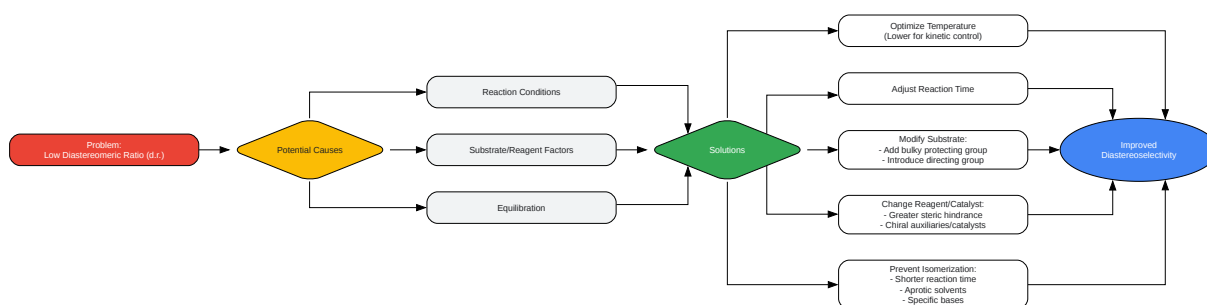 Problem:
Low Diastereomeric Ratio (d.r.)
Potential Causes
Reaction Conditions
Substrate/Reagent Factors
Equilibration
Solutions
Optimize Temperature
(Lower for kinetic control)
Adjust Reaction Time
Modify Substrate:
- Add bulky protecting group
- Introduce directing group
Change Reagent/Catalyst:
- Greater steric hindrance
- Chiral auxiliaries/catalysts
Prevent Isomerization:
- Shorter reaction time
- Aprotic solvents
- Specific bases
Improved
Diastereoselectivity